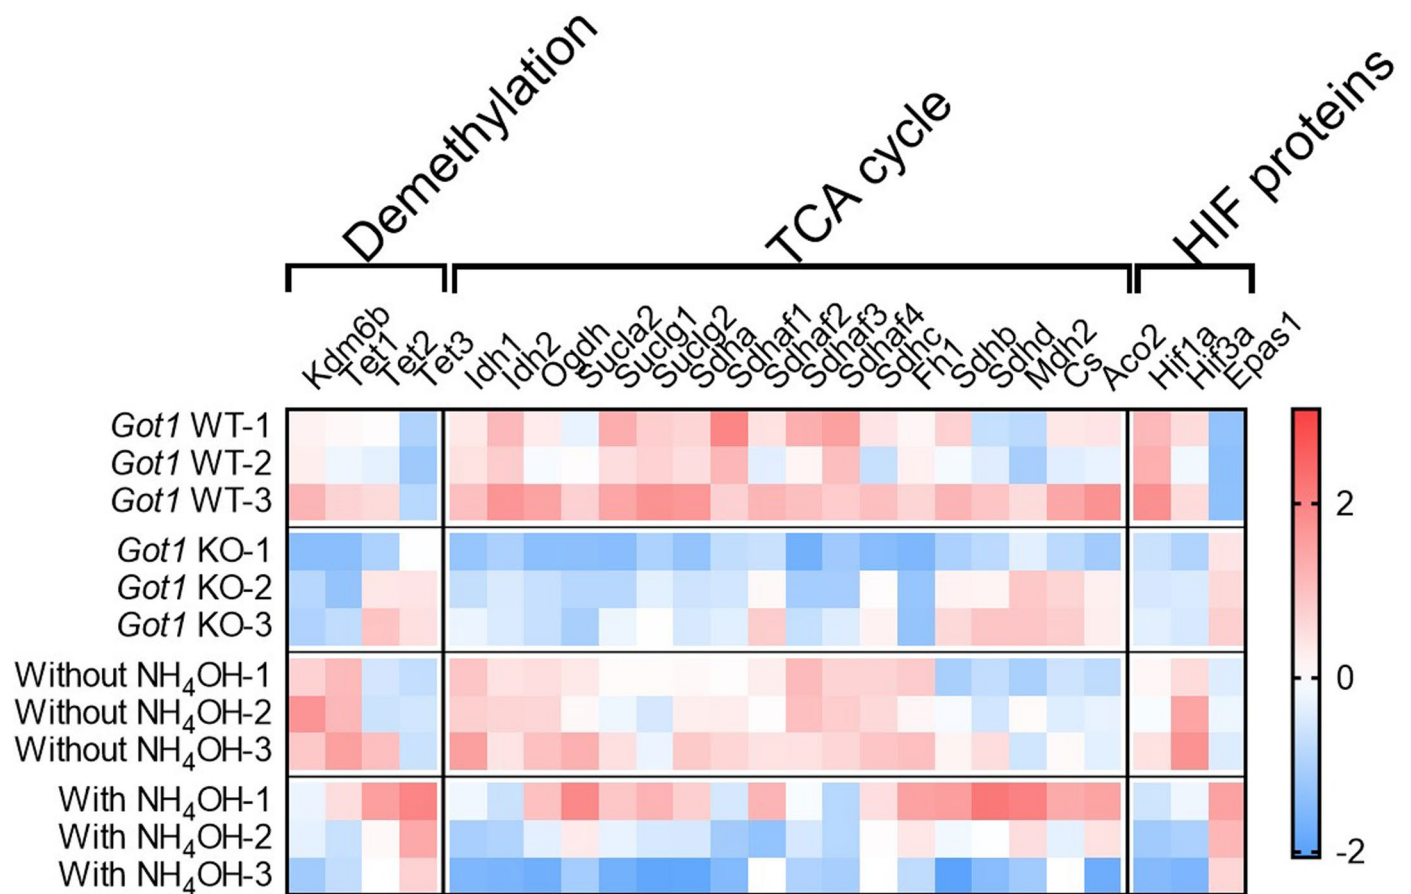 Demethylation
TCA cycle
HIF proteins
Kdm6b
Tet1
Tet2
Tet3
Idh1
Idh2
Ogdh
Sucla2
Suclg1
Suclg2
Sdha
Sdhaf1
Sdhaf2
Sdhaf3
Sdhaf4
Sdhc
Fh1
Sdhb
Sdhd
Mdh2
Cs
Aco2
Hif1a
Hif3a
Epas1
Got1 WT-1
Got1 WT-2
Got1 WT-3
Got1 KO-1
Got1 KO-2
Got1 KO-3
Without NH₄OH-1
Without NH₄OH-2
Without NH₄OH-3
With NH₄OH-1
With NH₄OH-2
With NH₄OH-3
2
0
-2